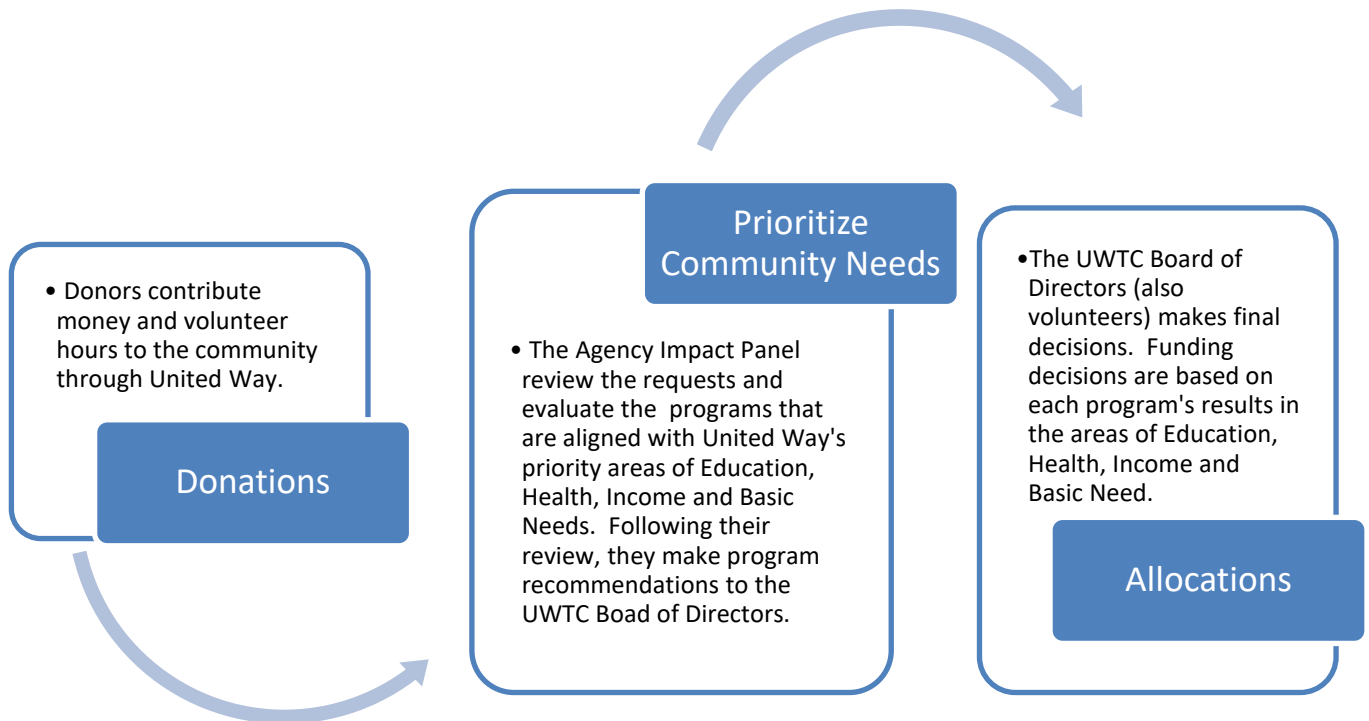 • Donors contribute
money and volunteer
hours to the community
through United Way.
Donations
Prioritize
Community Needs
• The Agency Impact Panel
review the requests and
evaluate the  programs that
are aligned with United Way's
priority areas of Education,
Health, Income and Basic
Needs.  Following their
review, they make program
recommendations to the
UWTC Boad of Directors.
•The UWTC Board of
Directors (also
volunteers) makes final
decisions.  Funding
decisions are based on
each program's results in
the areas of Education,
Health, Income and
Basic Need.
Allocations